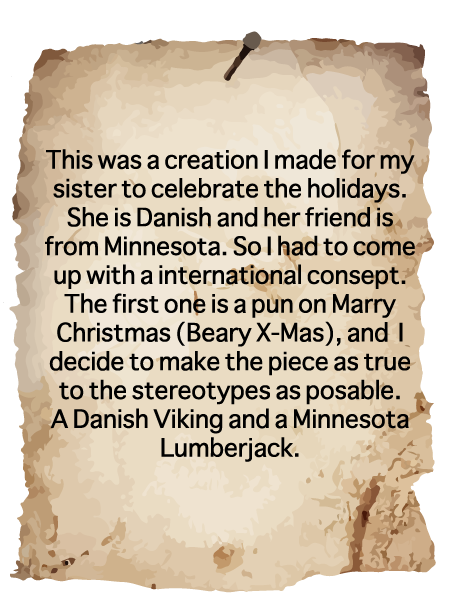 This was a creation I made for my
sister to celebrate the holidays.
She is Danish and her friend is
from Minnesota. So I had to come
up with a international consept.
The first one is a pun on Marry
Christmas (Beary X-Mas), and  I
decide to make the piece as true
to the stereotypes as posable.
A Danish Viking and a Minnesota
Lumberjack.